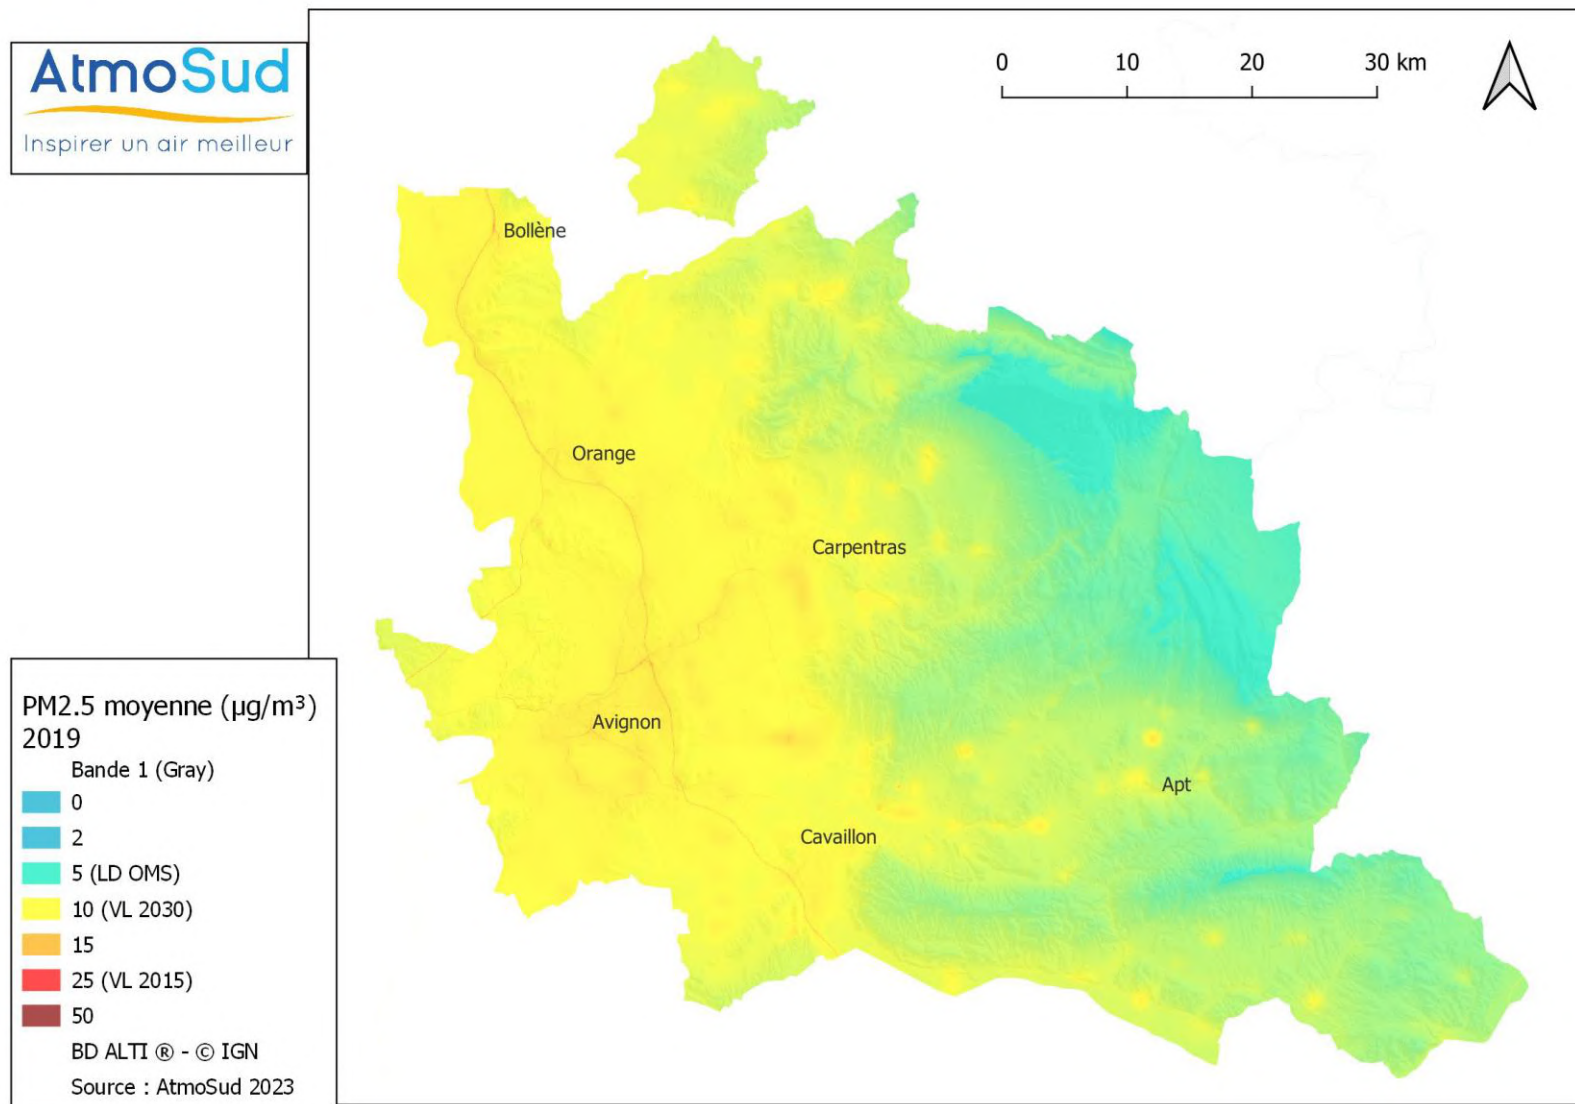 AtmoSud
Inspirer un air meilleur
0 10 20 30 km
Bollène
Orange
Carpentras
Avignon
Cavaillon
Apt
PM2.5 moyenne (µg/m³)
2019
Bande 1 (Gray)
0
2
5 (LD OMS)
10 (VL 2030)
15
25 (VL 2015)
50
BD ALTI ® - © IGN
Source : AtmoSud 2023